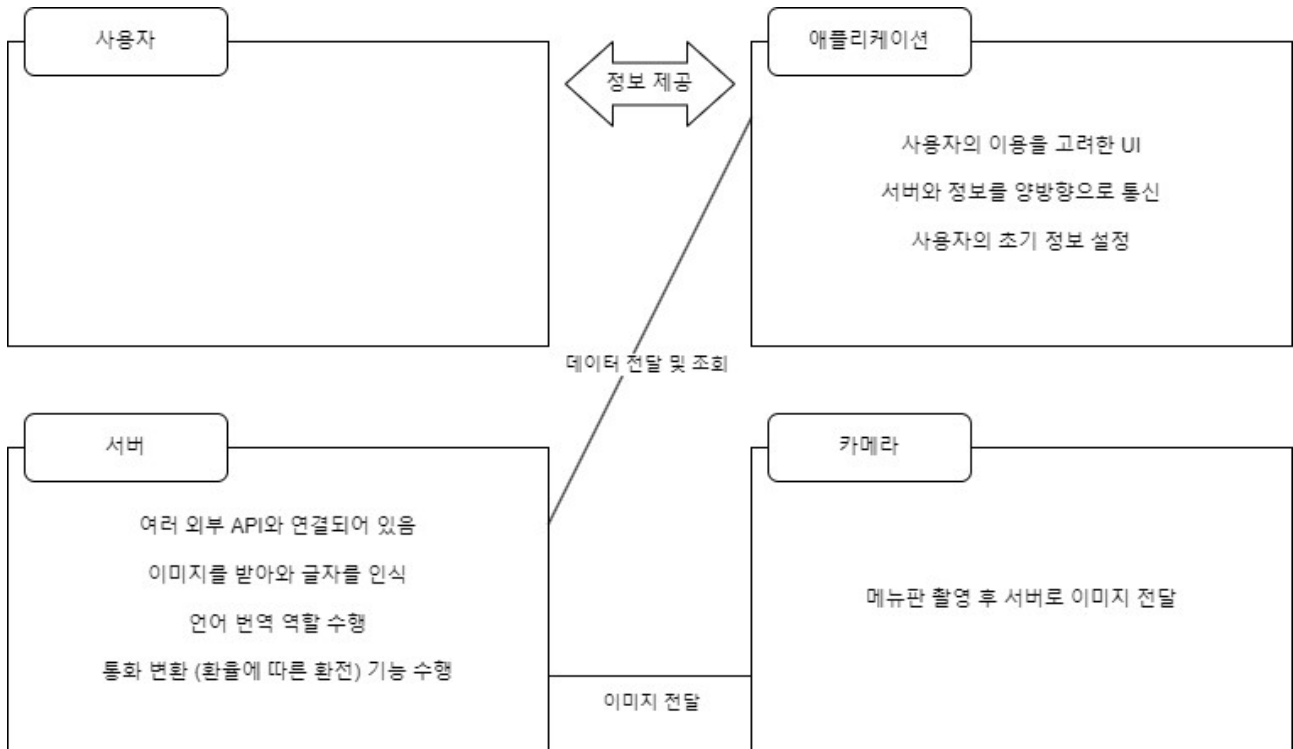 사용자
정보 제공
애플리케이션
사용자의 이용을 고려한 UI
서버와 정보를 양방향으로 통신
사용자의 초기 정보 설정
데이터 전달 및 조회
서버
여러 외부 API와 연결되어 있음
이미지를 받아와 글자를 인식
언어 번역 역할 수행
통화 변환 (환율에 따른 환전) 기능 수행
이미지 전달
카메라
메뉴판 촬영 후 서버로 이미지 전달